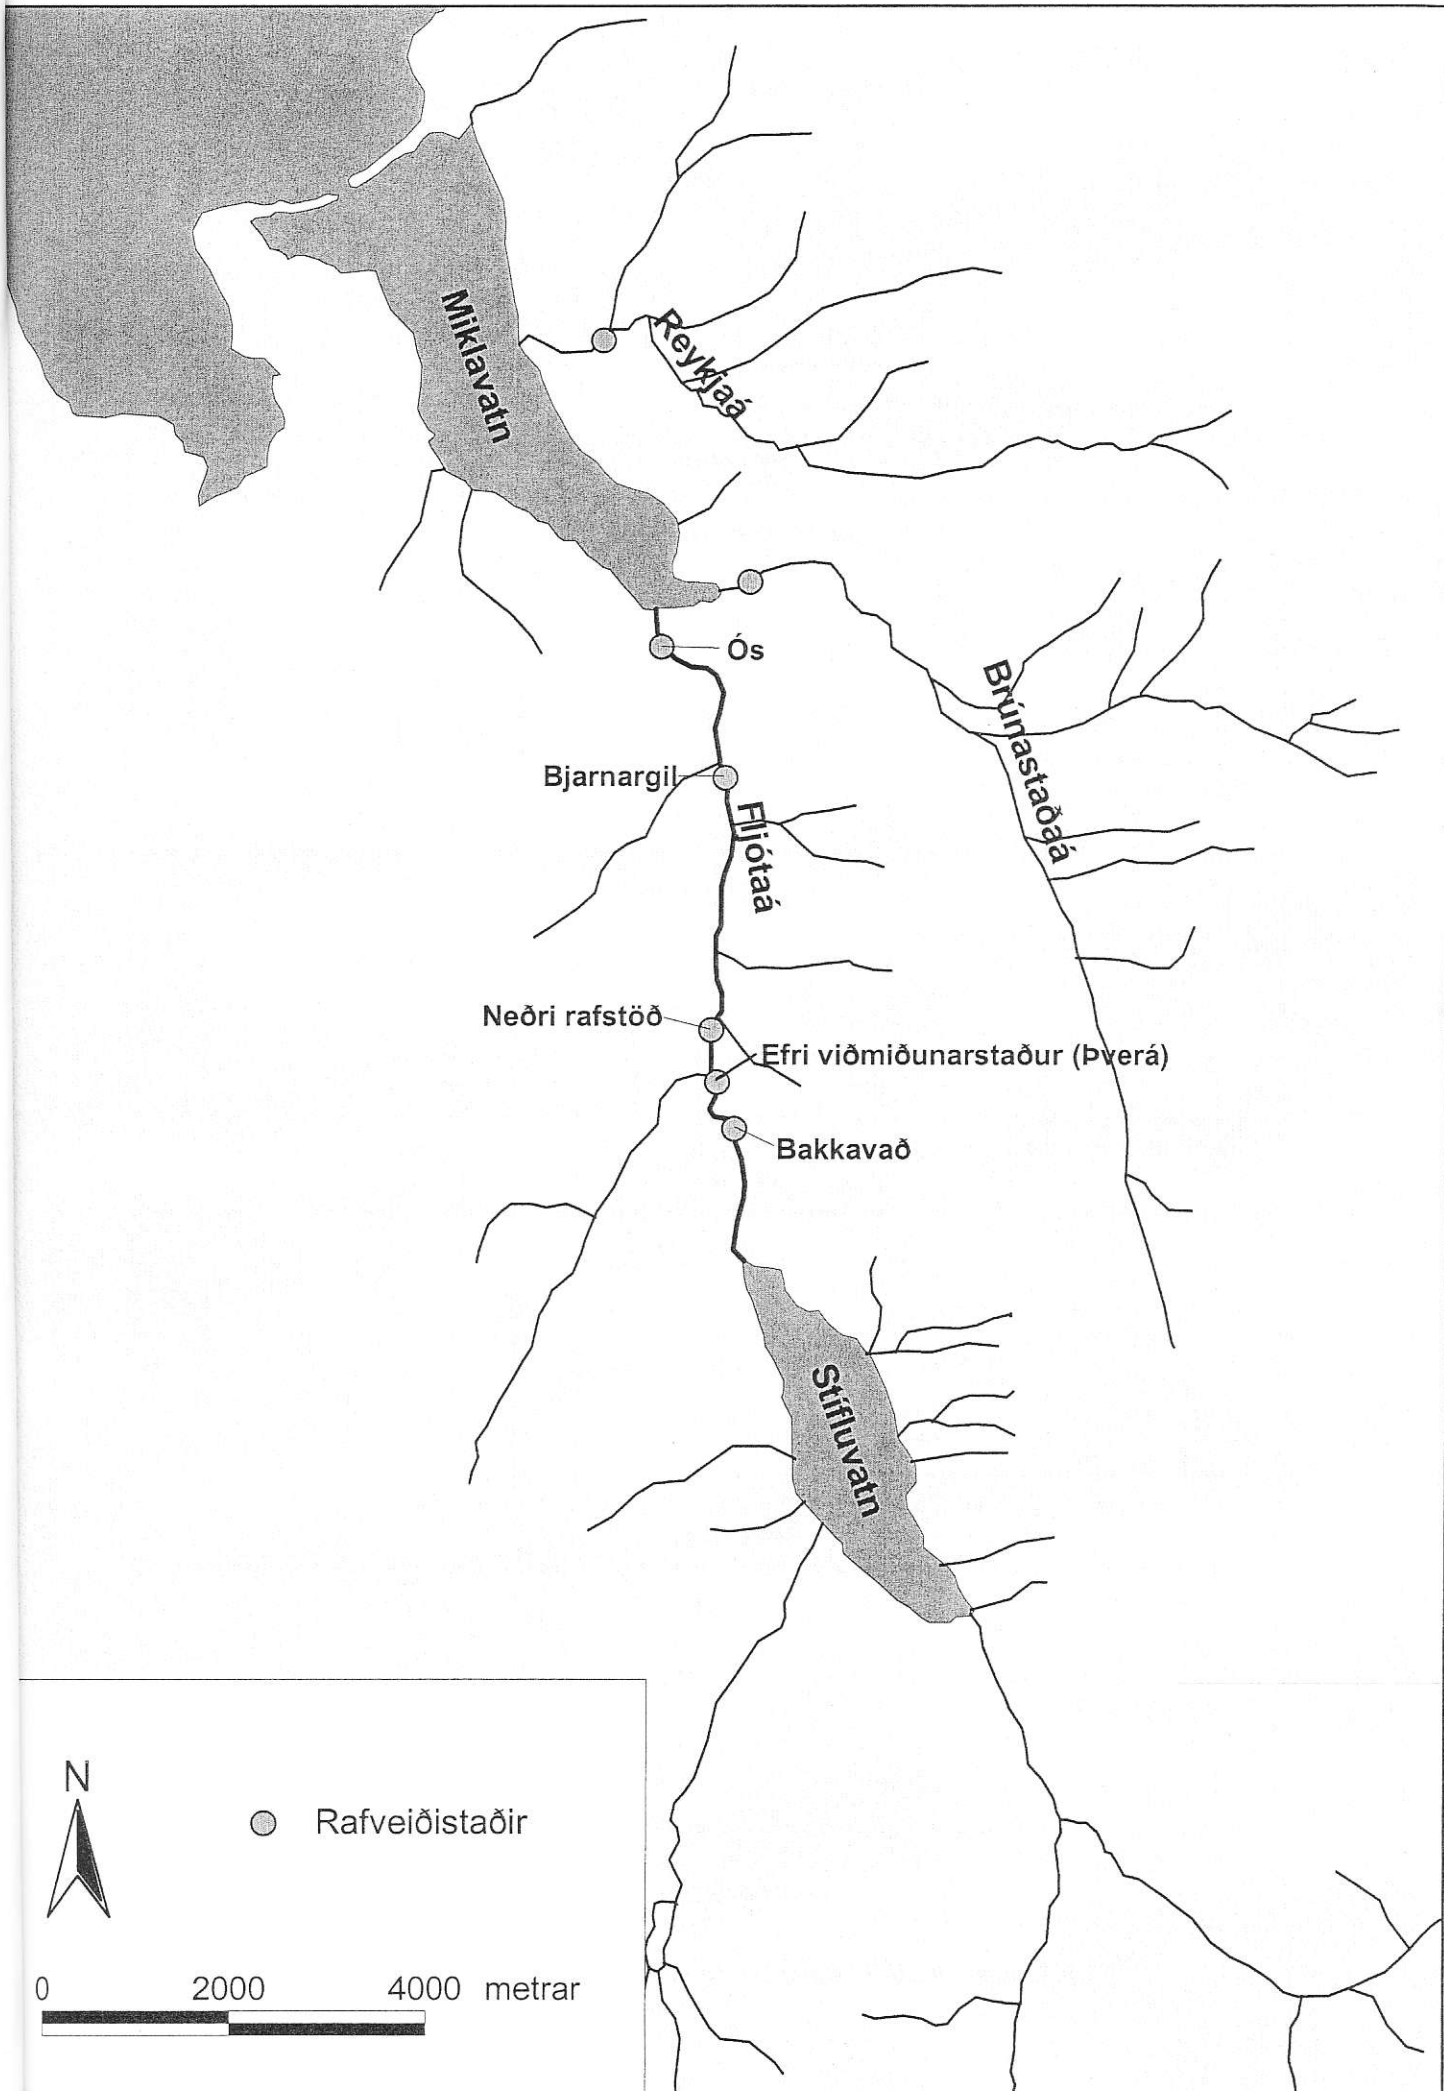 Miklavatn
Reykjaá
Ós
Brúnastaðaá
Bjarnargil
Fljótaá
Neðri rafstöð
Efri viðmiðunarstaður (Þverá)
Bakkavað
Stífluvatn
N
Rafveiðistaðir
0 2000 4000 metrar